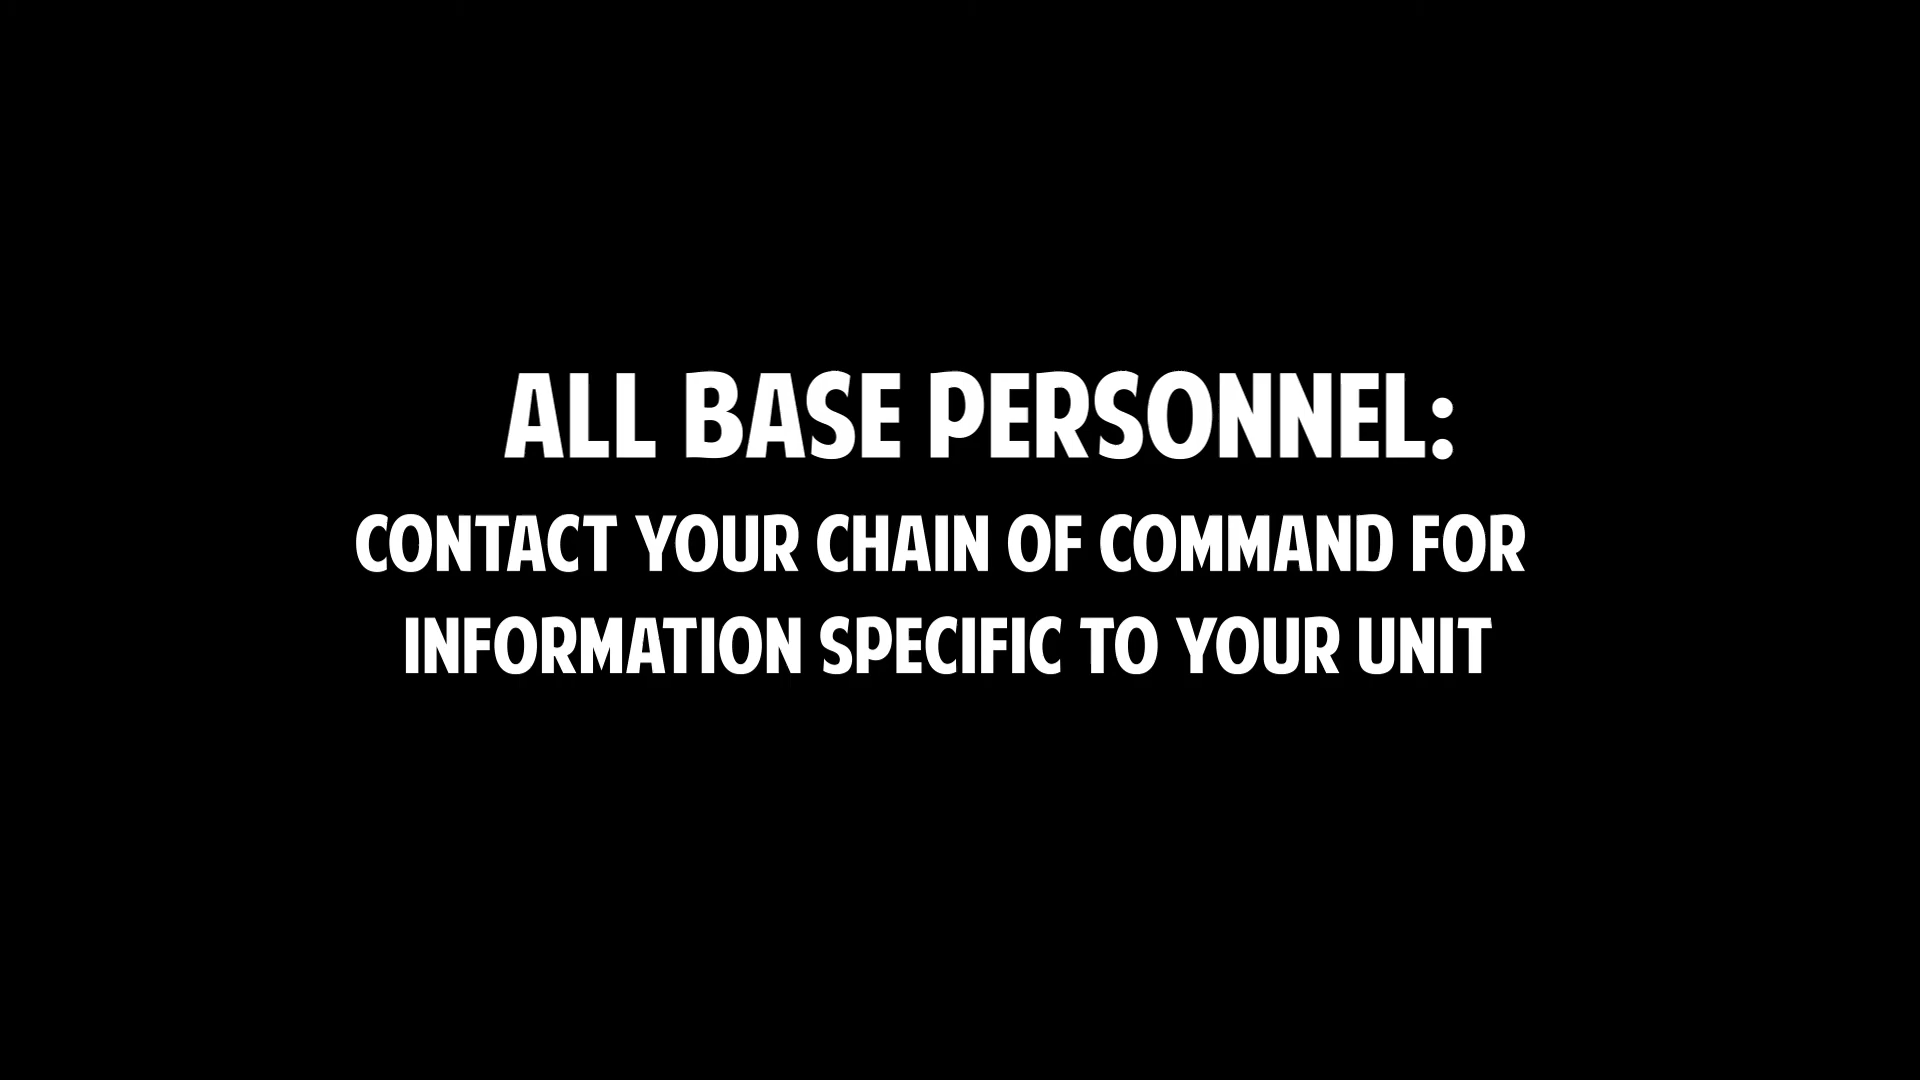 ALL BASE PERSONNEL:
CONTACT YOUR CHAIN OF COMMAND FOR
INFORMATION SPECIFIC TO YOUR UNIT